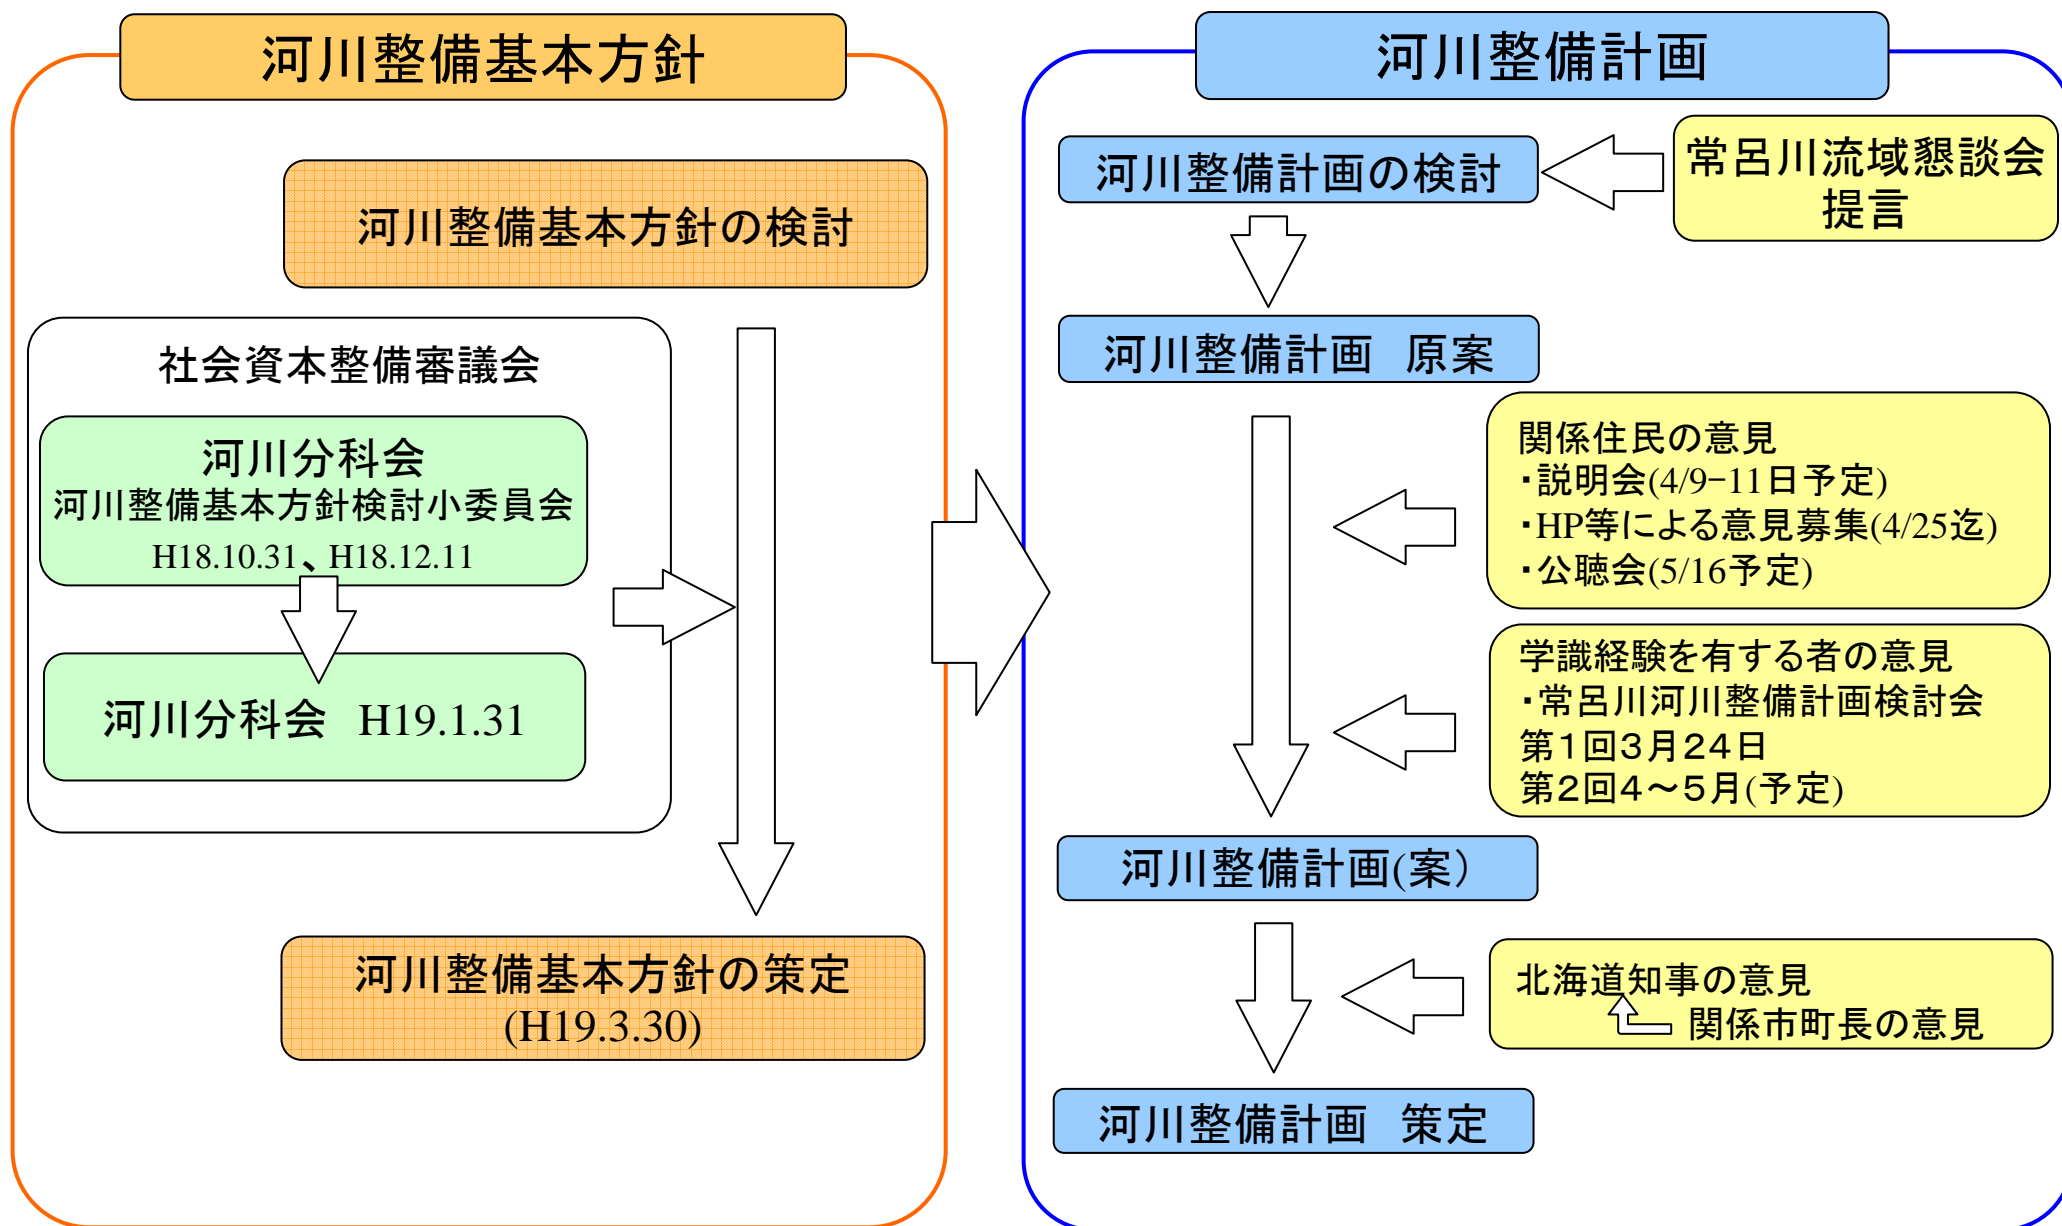 河川整備基本方針
河川整備基本方針の検討
社会資本整備審議会
河川分科会
河川整備基本方針検討小委員会
H18.10.31、H18.12.11
河川分科会　H19.1.31
河川整備基本方針の策定
(H19.3.30)
河川整備計画
河川整備計画の検討
常呂川流域懇談会
提言
河川整備計画　原案
関係住民の意見
・説明会(4/9-11日予定)
・HP等による意見募集(4/25迄)
・公聴会(5/16予定)
学識経験を有する者の意見
・常呂川河川整備計画検討会
第１回３月２４日
第２回４～５月(予定)
河川整備計画(案）
北海道知事の意見
関係市町長の意見
河川整備計画　策定